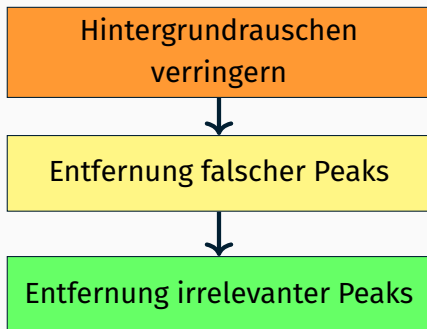 Hintergrundrauschen
verringern
Entfernung falscher Peaks
Entfernung irrelevanter Peaks